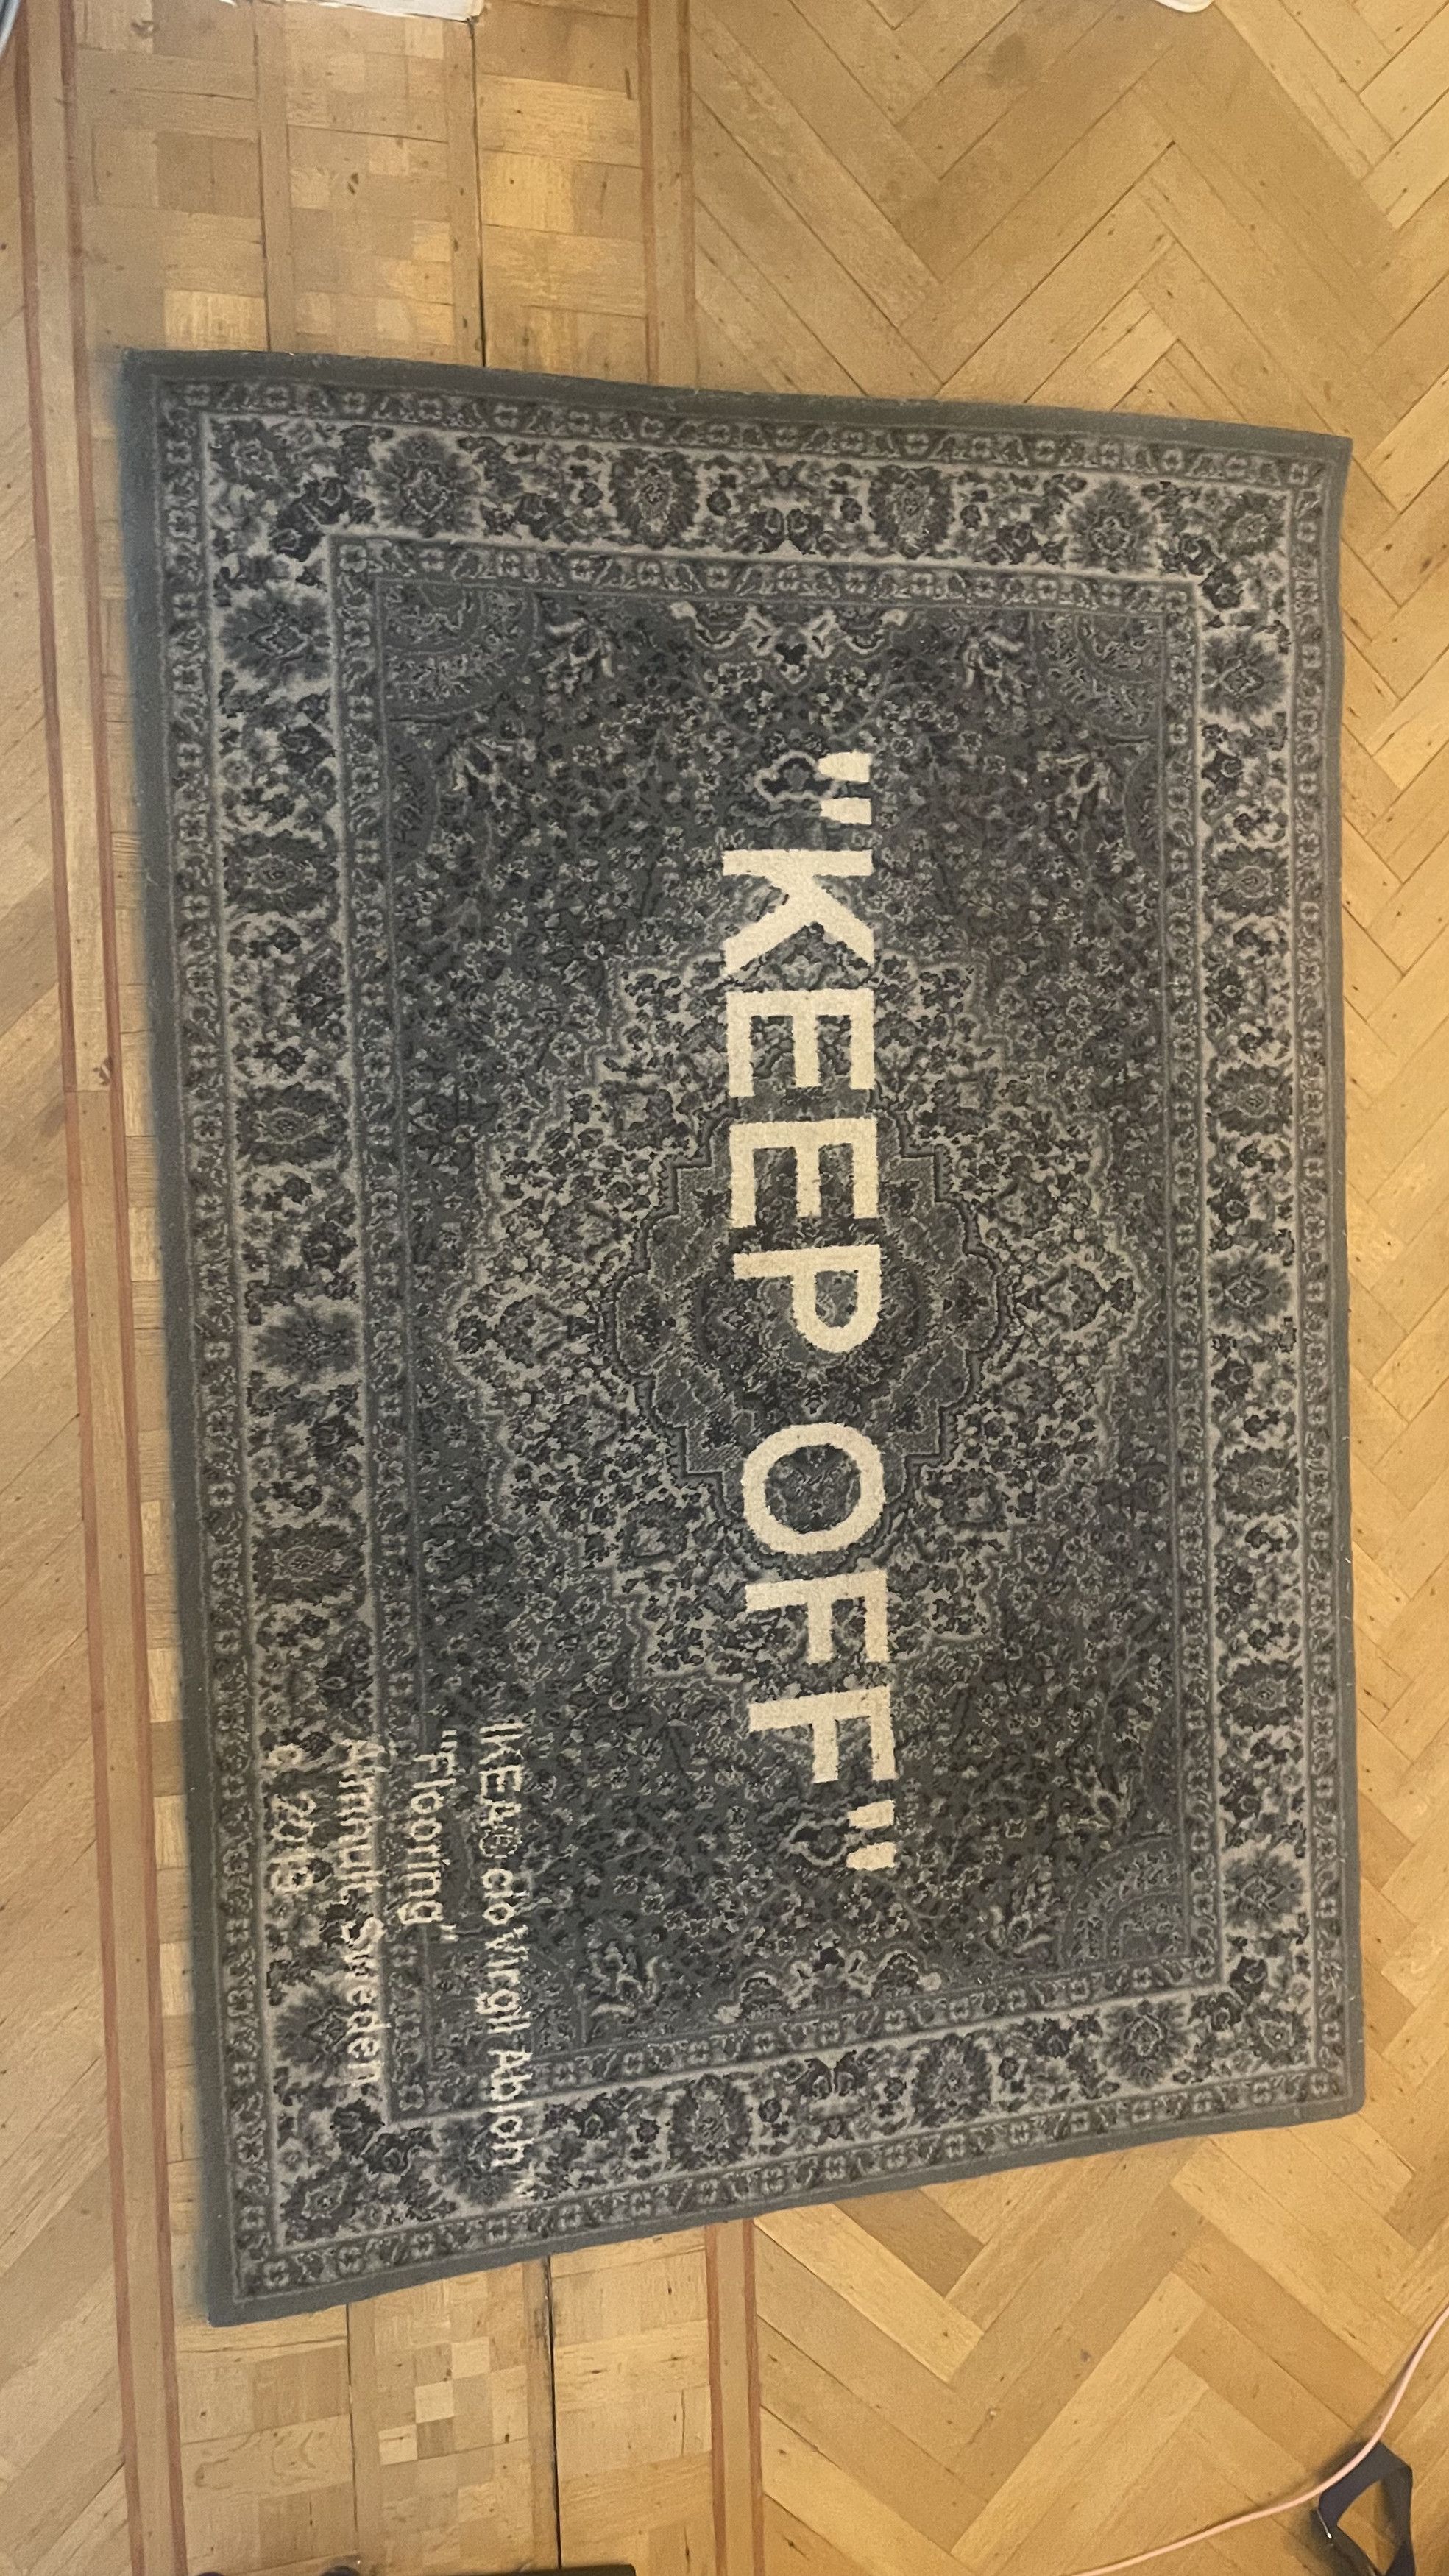 "KEEP OFF"
IKEA® c/o Virgil Abloh™
"Flooring"
Älmhult, Sweden
c. 2019